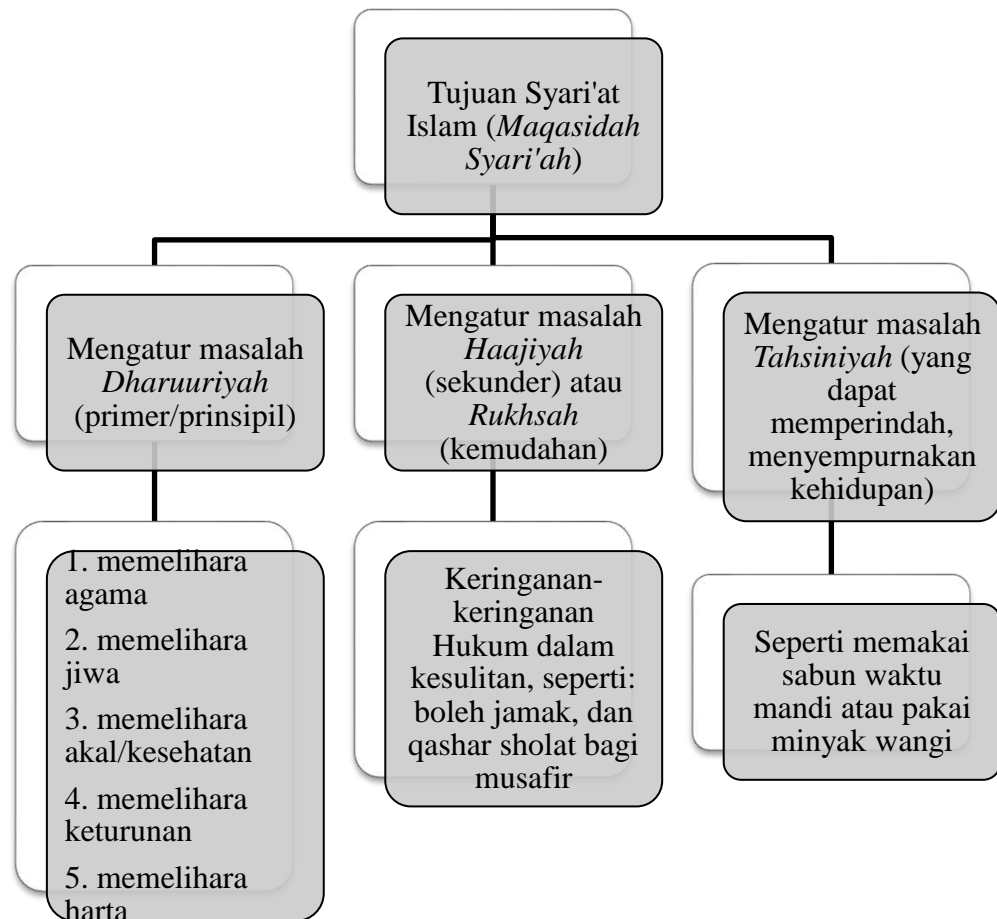 Tujuan Syari'at
Islam (Maqasidah
Syari'ah)
Mengatur masalah
Dharuuriyah
(primer/prinsipil)
Mengatur masalah
Haajiyah
(sekunder) atau
Rukhsah
(kemudahan)
Mengatur masalah
Tahsiniyah (yang
dapat
memperindah,
menyempurnakan
kehidupan)
1. memelihara
agama
2. memelihara
jiwa
3. memelihara
akal/kesehatan
4. memelihara
keturunan
5. memelihara
harta
Keringanan-
keringanan
Hukum dalam
kesulitan, seperti:
boleh jamak, dan
qashar sholat bagi
musafir
Seperti memakai
sabun waktu
mandi atau pakai
minyak wangi